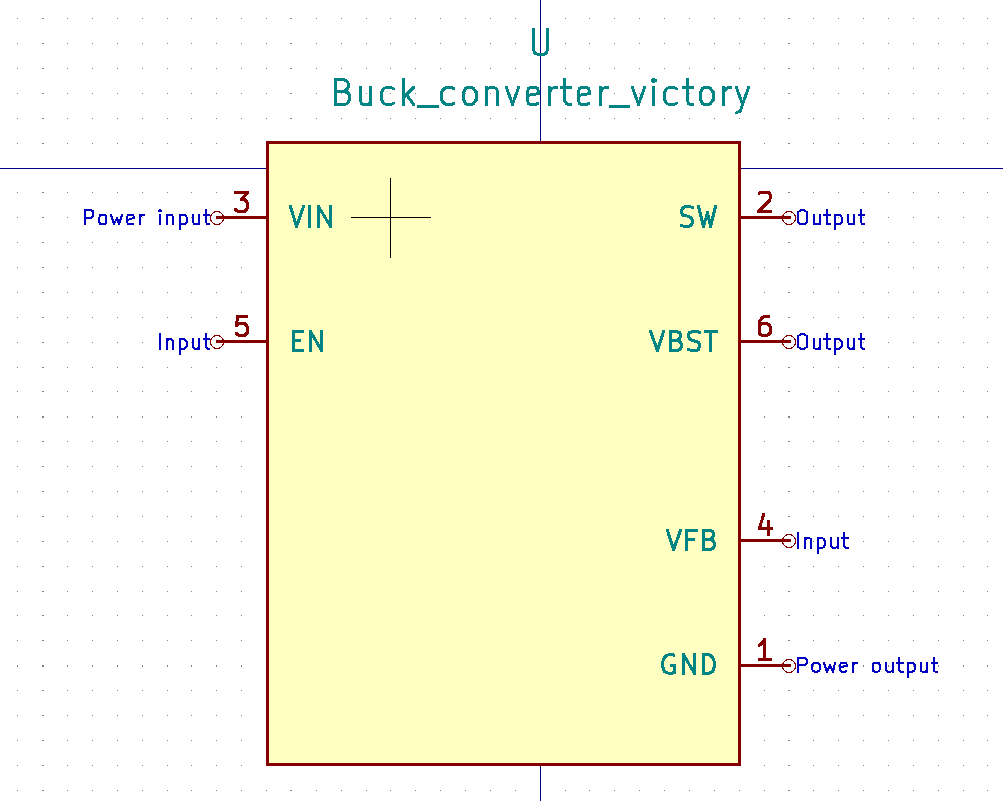 U
Buck_converter_victory
Power input 3 VIN SW 2 Output
Input 5 EN VBST 6 Output
VFB 4 Input
GND 1 Power output